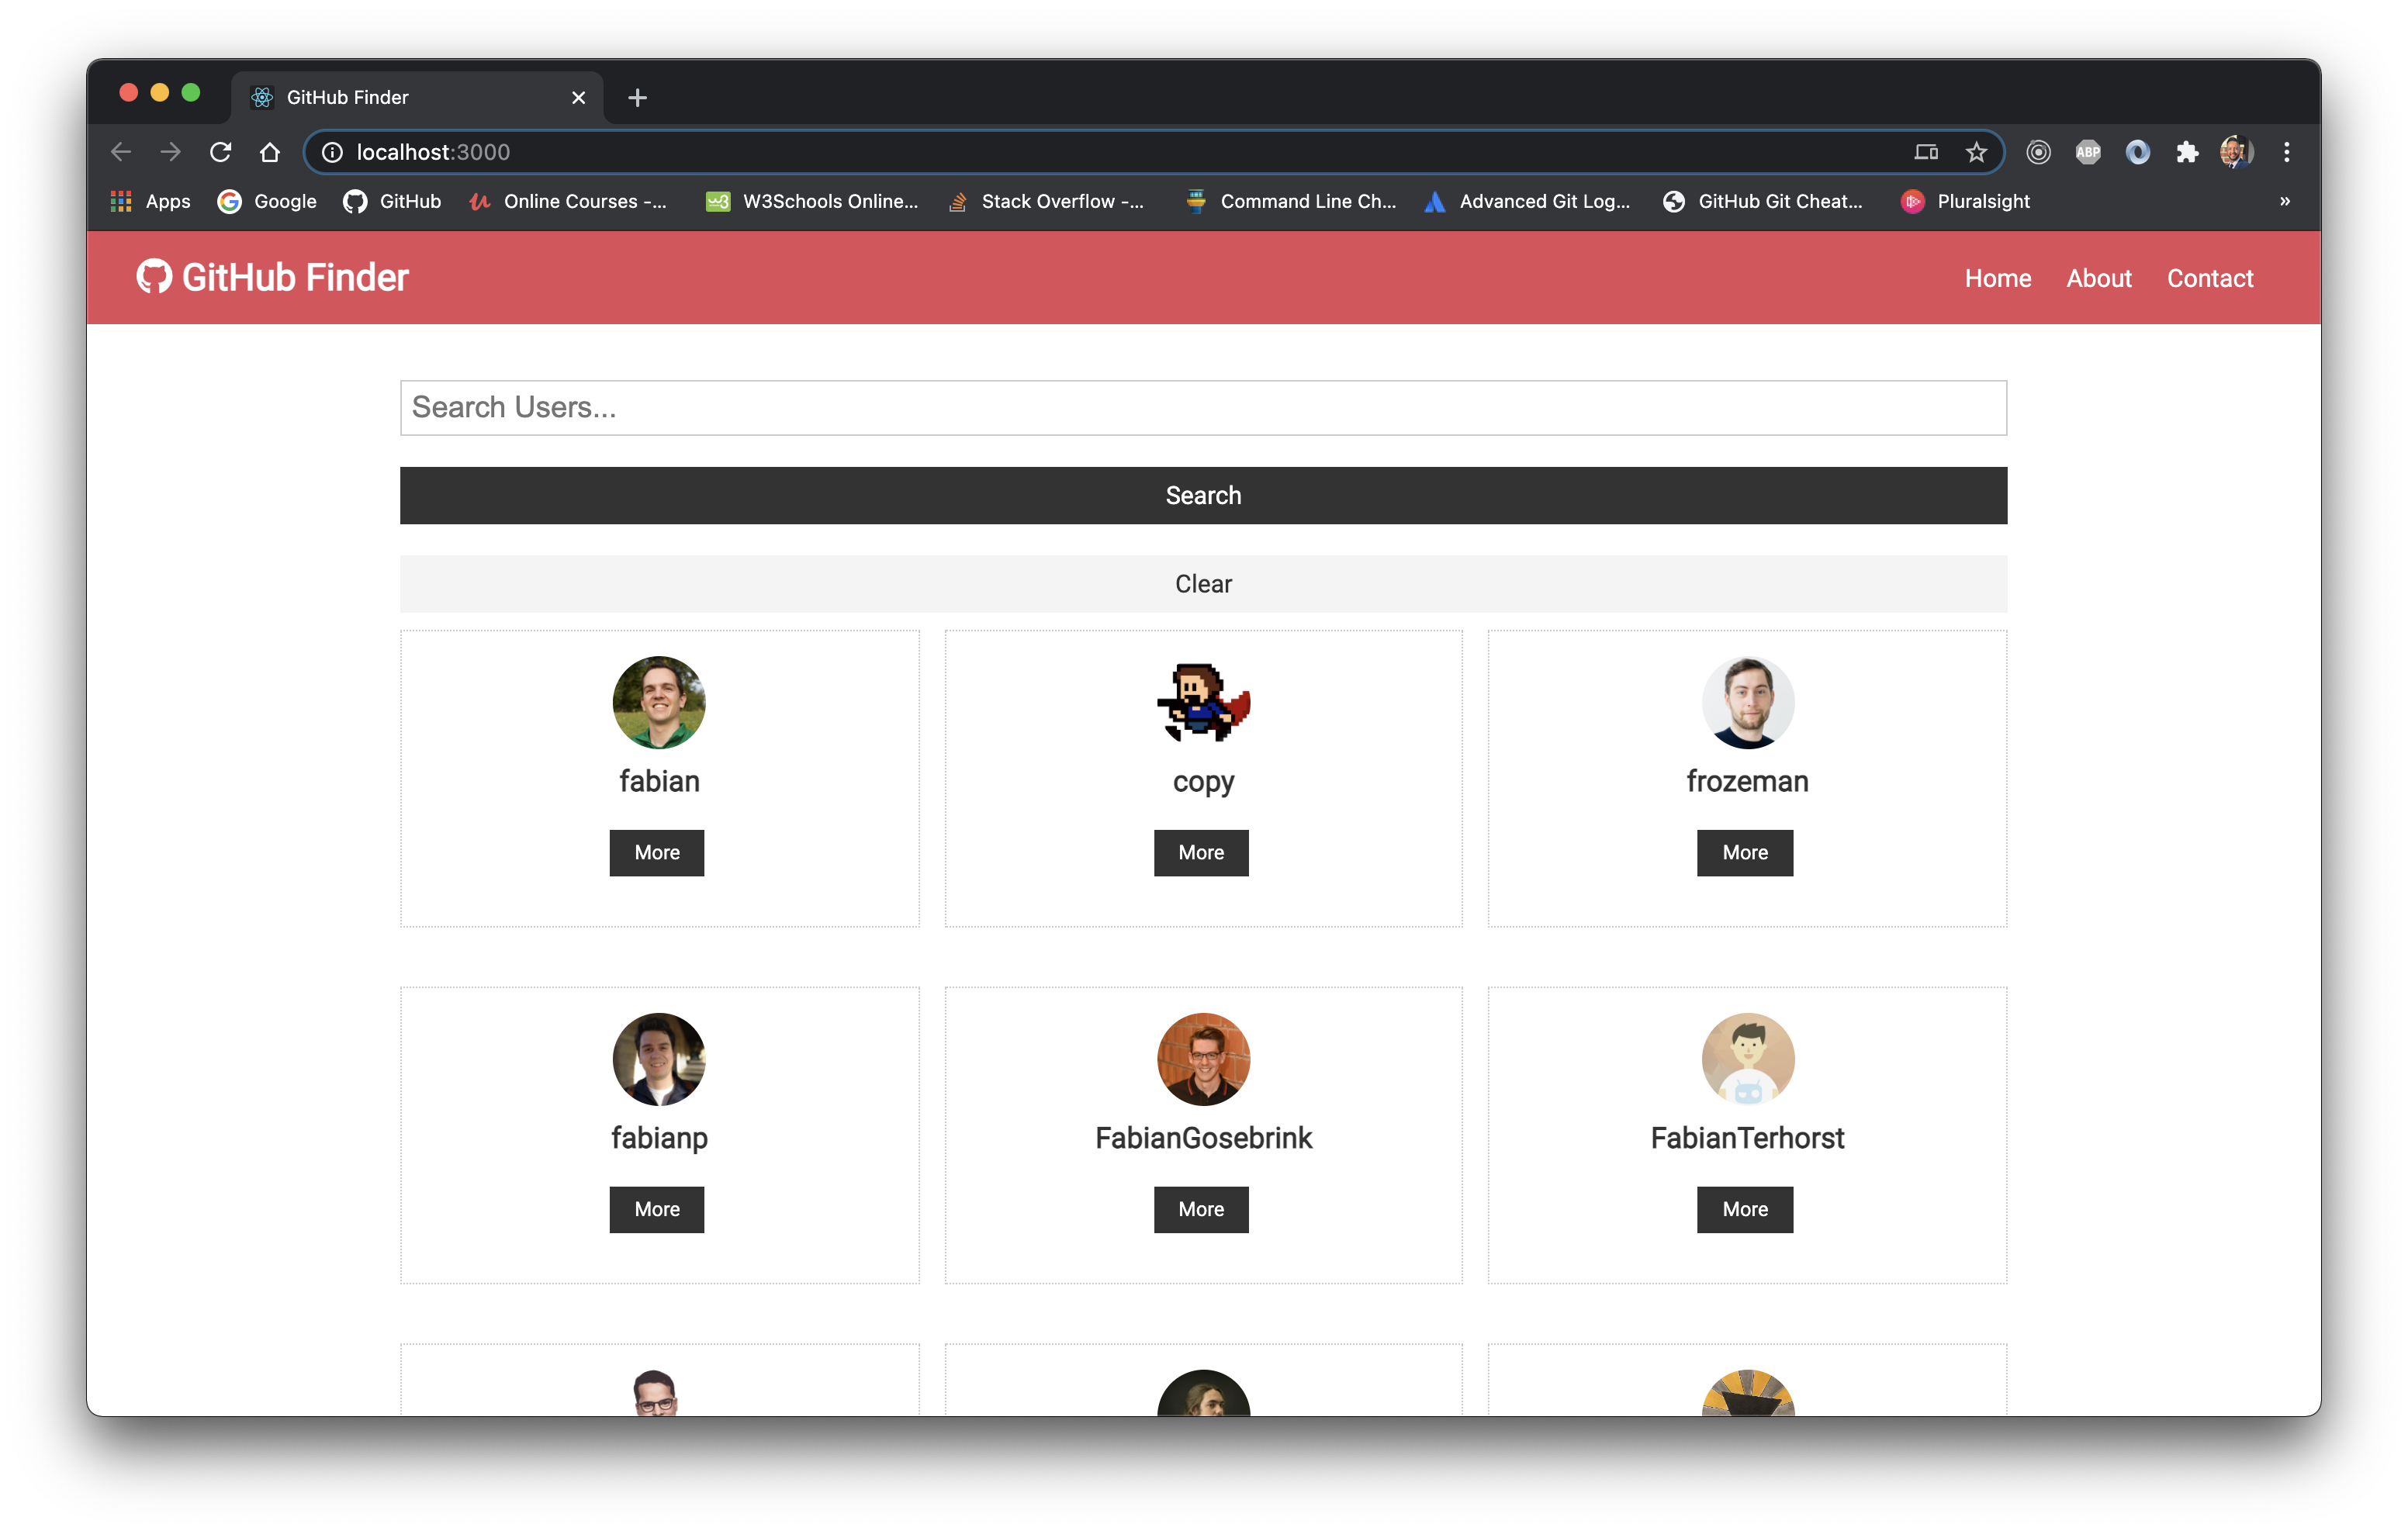 GitHub Finder
localhost:3000
ABP
Apps Google GitHub Online Courses -... W3Schools Online... Stack Overflow -... Command Line Ch... Advanced Git Log... GitHub Git Cheat... Pluralsight »
GitHub Finder Home About Contact
Search Users...
Search
Clear
fabian copy frozeman
More More More
fabianp FabianGosebrink FabianTerhorst
More More More